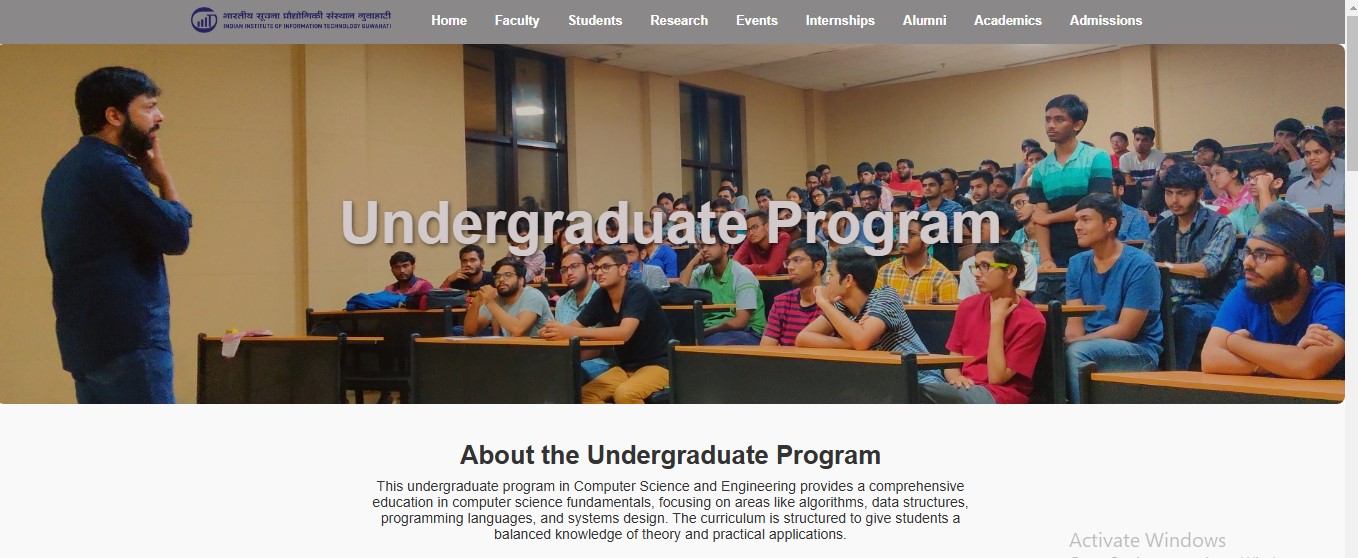 भारतीय सूचना प्रौद्योगिकी संस्थान गुवाहाटी
INDIAN INSTITUTE OF INFORMATION TECHNOLOGY GUWAHATI
Home Faculty Students Research Events Internships Alumni Academics Admissions
Undergraduate Program
About the Undergraduate Program
This undergraduate program in Computer Science and Engineering provides a comprehensive
education in computer science fundamentals, focusing on areas like algorithms, data structures,
programming languages, and systems design. The curriculum is structured to give students a
balanced knowledge of theory and practical applications.
Activate Windows